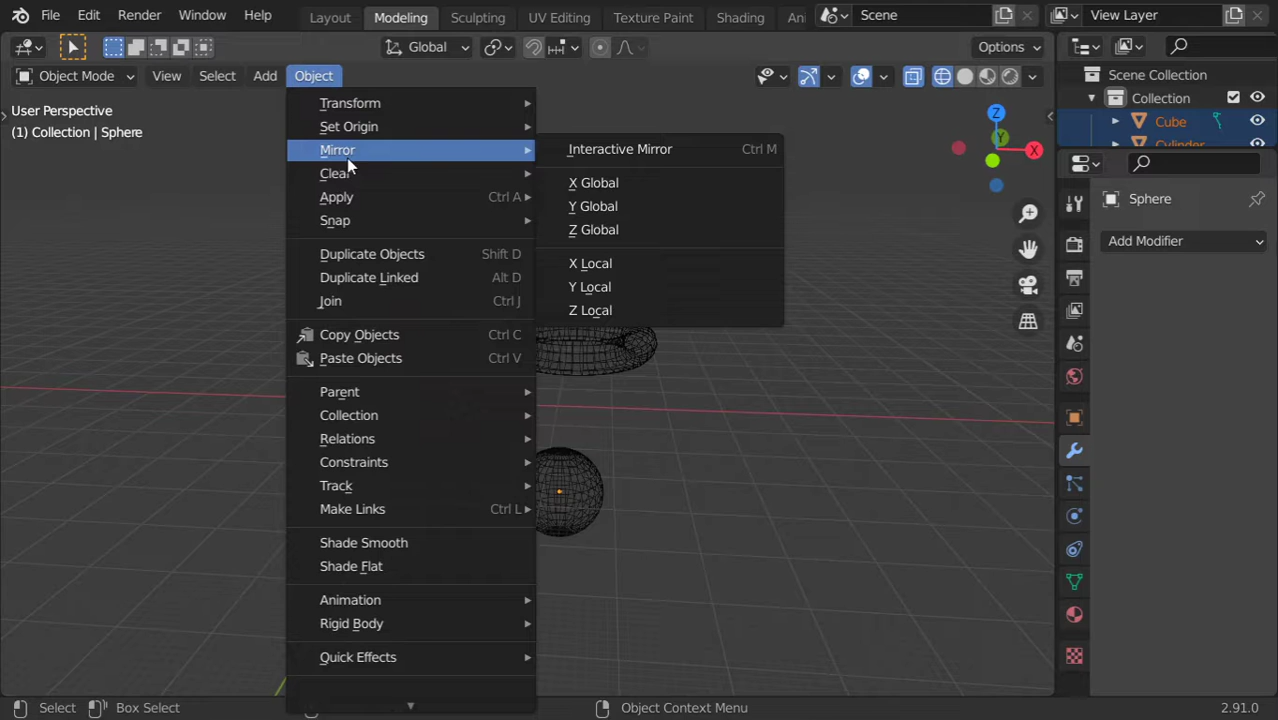 File Edit Render Window Help Layout Modeling Sculpting UV Editing Texture Paint Shading Scene View Layer
Global Options
Object Mode View Select Add Object
User Perspective
(1) Collection | Sphere
Transform
Set Origin
Mirror
Clear
Apply Ctrl A
Snap
Duplicate Objects Shift D
Duplicate Linked Alt D
Join Ctrl J
Copy Objects Ctrl C
Paste Objects Ctrl V
Parent
Collection
Relations
Constraints
Track
Make Links Ctrl L
Shade Smooth
Shade Flat
Animation
Rigid Body
Quick Effects
Interactive Mirror Ctrl M
X Global
Y Global
Z Global
X Local
Y Local
Z Local
Z
Y
X
Scene Collection
Collection
Cube
Cylinder
Sphere
Add Modifier
Select Box Select Object Context Menu 2.91.0